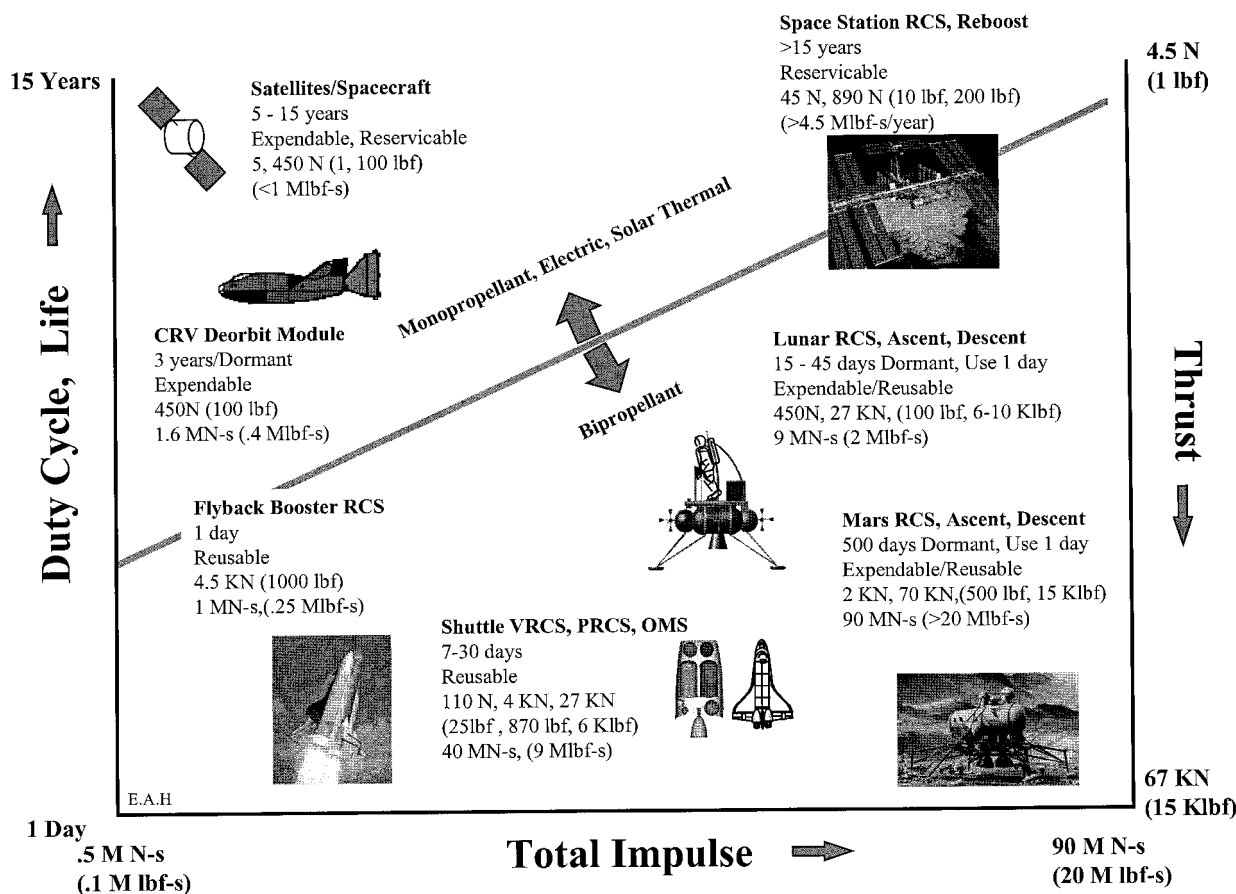 Space Station RCS, Reboost
>15 years
Reservicable
45 N, 890 N (10 lbf, 200 lbf)
(>4.5 Mlbf-s/year)
4.5 N
(1 lbf)
15 Years
Satellites/Spacecraft
5 - 15 years
Expendable, Reservicable
5, 450 N (1, 100 lbf)
(<1 Mlbf-s)
Duty Cycle, Life
Monopropellant, Electric, Solar Thermal
Bipropellant
Thrust
CRV Deorbit Module
3 years/Dormant
Expendable
450N (100 lbf)
1.6 MN-s (.4 Mlbf-s)
Lunar RCS, Ascent, Descent
15 - 45 days Dormant, Use 1 day
Expendable/Reusable
450N, 27 KN, (100 lbf, 6-10 Klbf)
9 MN-s (2 Mlbf-s)
Flyback Booster RCS
1 day
Reusable
4.5 KN (1000 lbf)
1 MN-s,(.25 Mlbf-s)
Mars RCS, Ascent, Descent
500 days Dormant, Use 1 day
Expendable/Reusable
2 KN, 70 KN,(500 lbf, 15 Klbf)
90 MN-s (>20 Mlbf-s)
Shuttle VRCS, PRCS, OMS
7-30 days
Reusable
110 N, 4 KN, 27 KN
(25lbf , 870 lbf, 6 Klbf)
40 MN-s, (9 Mlbf-s)
E.A.H
67 KN
(15 Klbf)
1 Day
.5 M N-s
(.1 M lbf-s)
Total Impulse
90 M N-s
(20 M lbf-s)